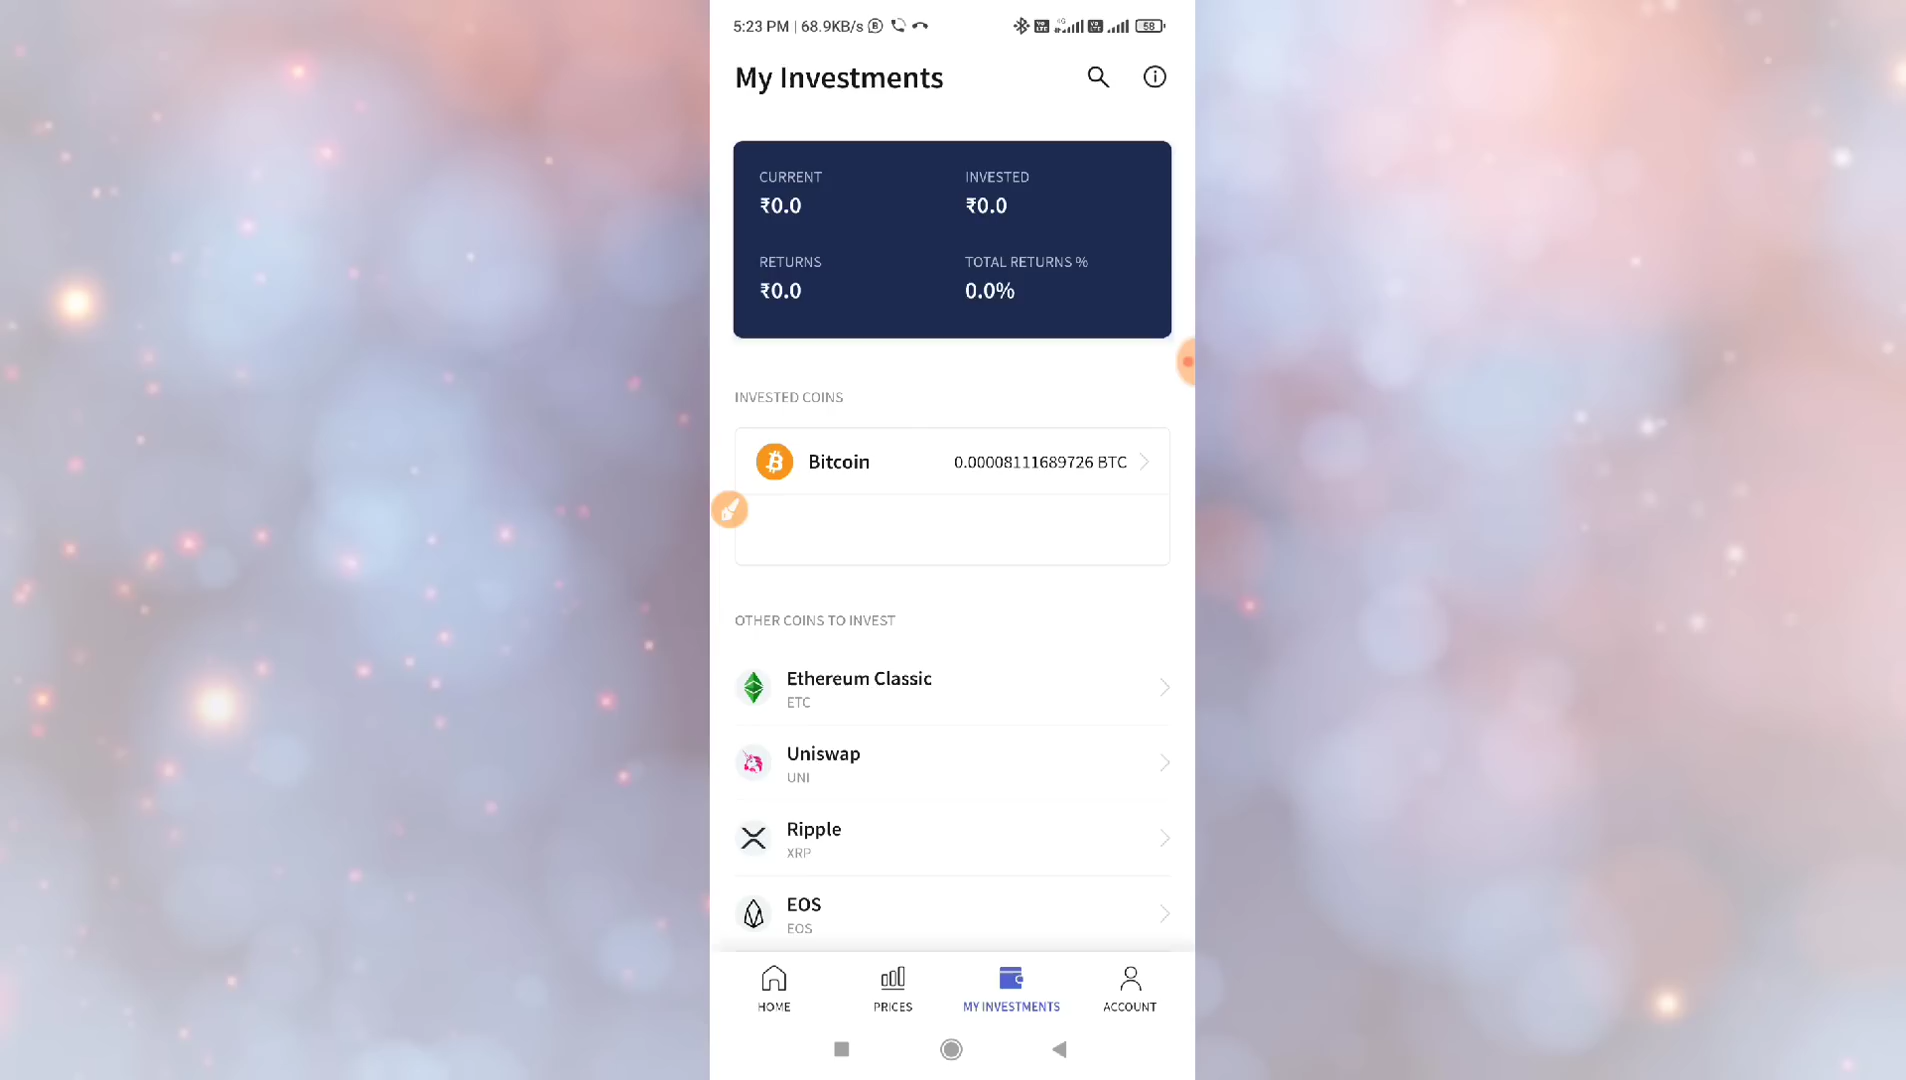 5:23 PM | 68.9KB/s
58
My Investments
CURRENT
INVESTED
₹0.0
₹0.0
RETURNS
TOTAL RETURNS %
₹0.0
0.0%
INVESTED COINS
Bitcoin
0.00008111689726 BTC
OTHER COINS TO INVEST
Ethereum Classic
ETC
Uniswap
UNI
Ripple
XRP
EOS
EOS
HOME
PRICES
MY INVESTMENTS
ACCOUNT